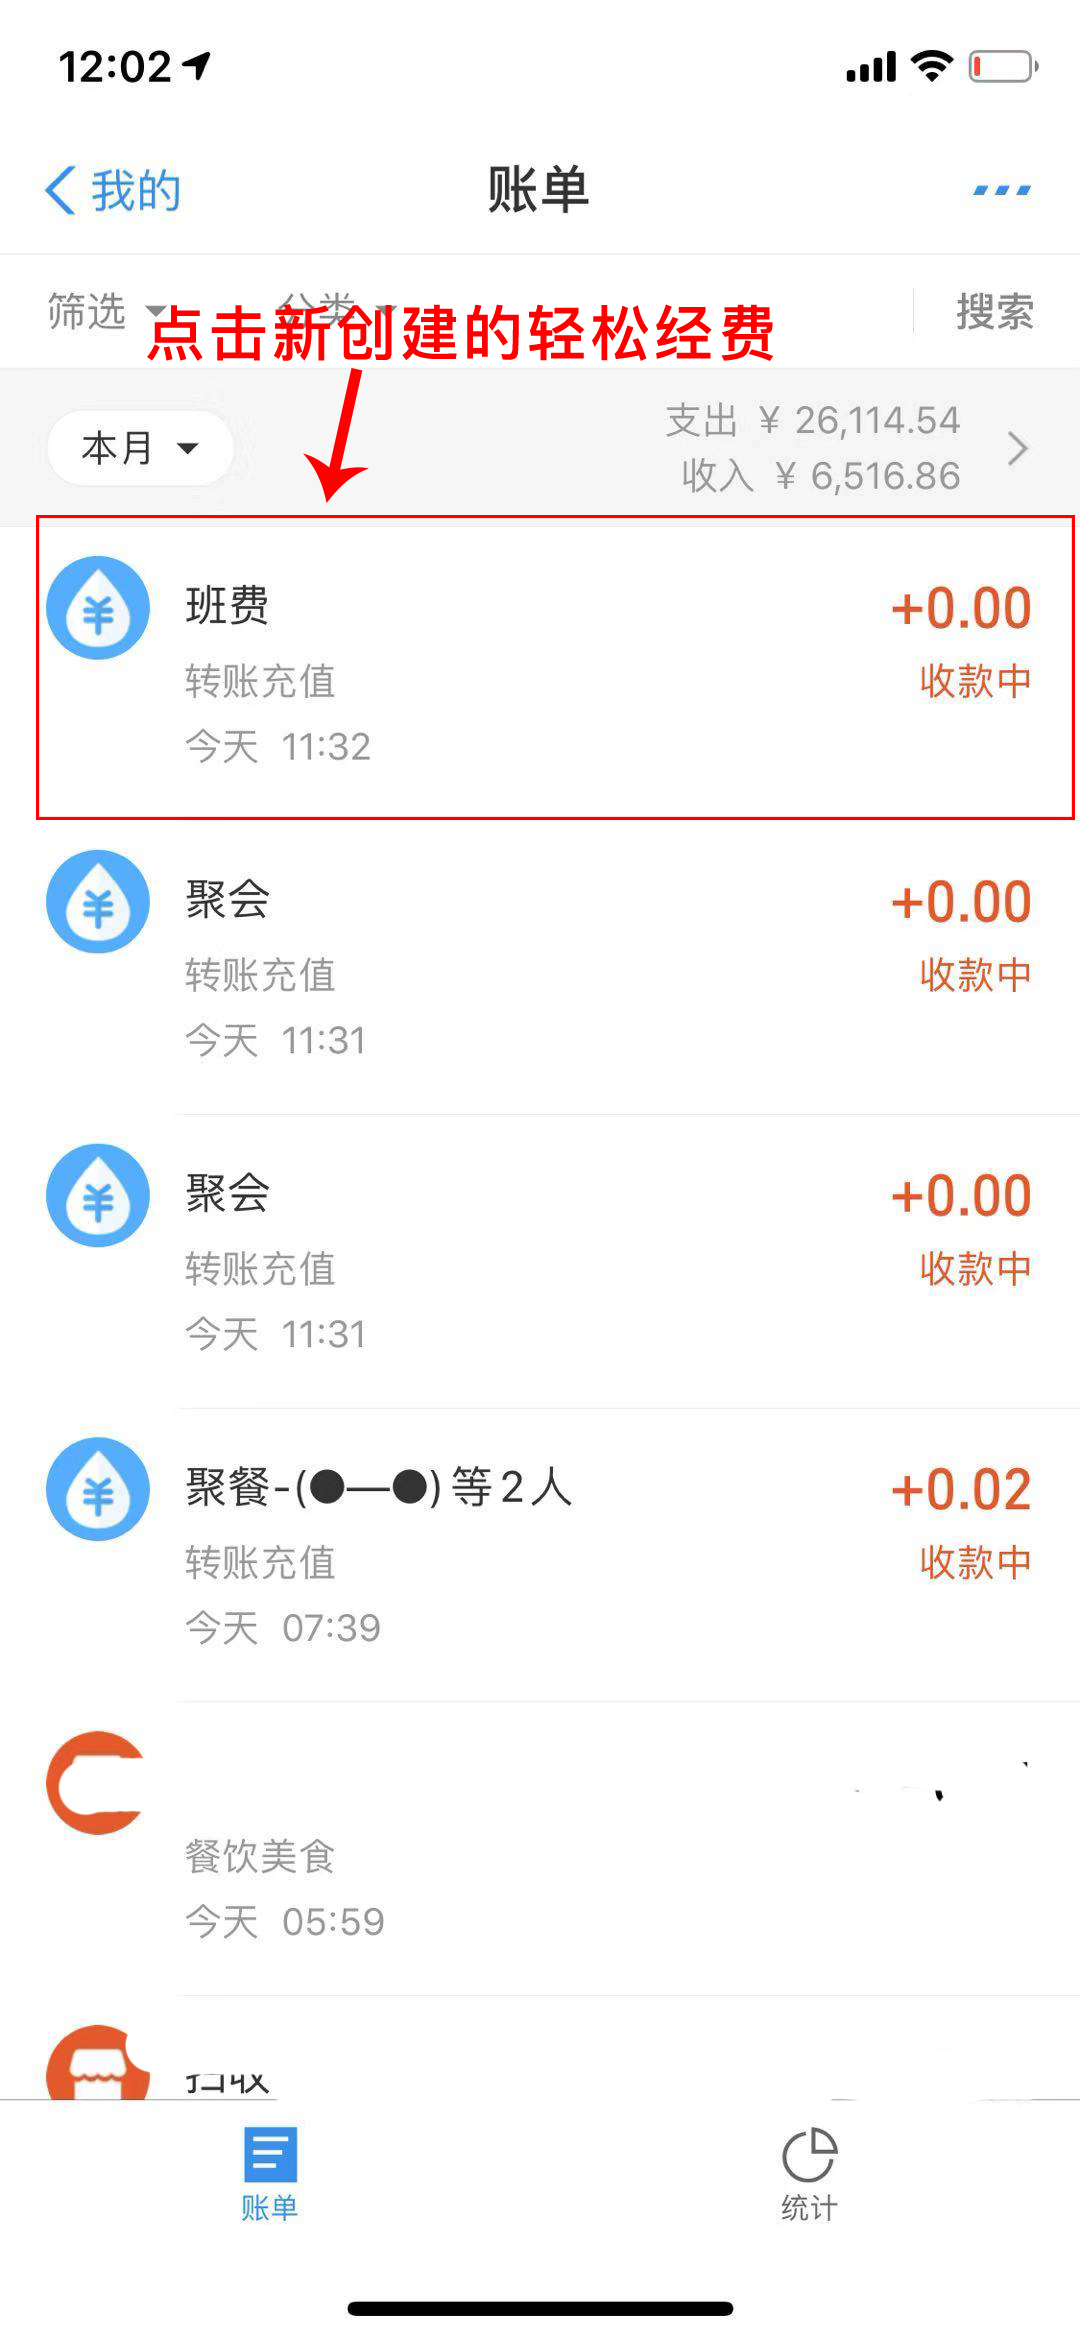 12:02
我的
账单
筛选
分类
搜索
点击新创建的轻松经费
本月
支出 ¥ 26,114.54
收入 ¥ 6,516.86
班费
+0.00
转账充值
收款中
今天 11:32
聚会
+0.00
转账充值
收款中
今天 11:31
聚会
+0.00
转账充值
收款中
今天 11:31
聚餐-(●—●)等2人
+0.02
转账充值
收款中
今天 07:39
餐饮美食
今天 05:59
账单
统计